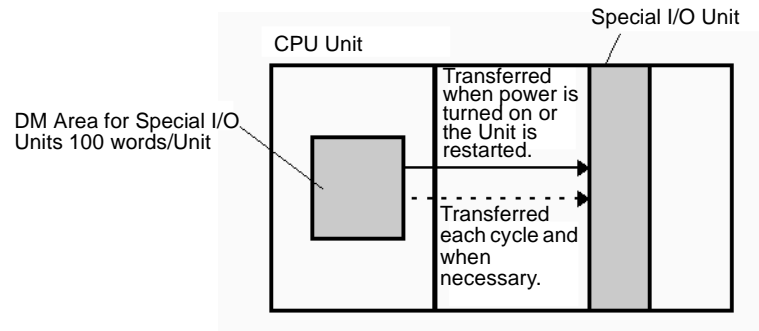 Special I/O Unit
CPU Unit
Transferred
when power is
turned on or
the Unit is
restarted.
DM Area for Special I/O
Units 100 words/Unit
Transferred
each cycle and
when
necessary.